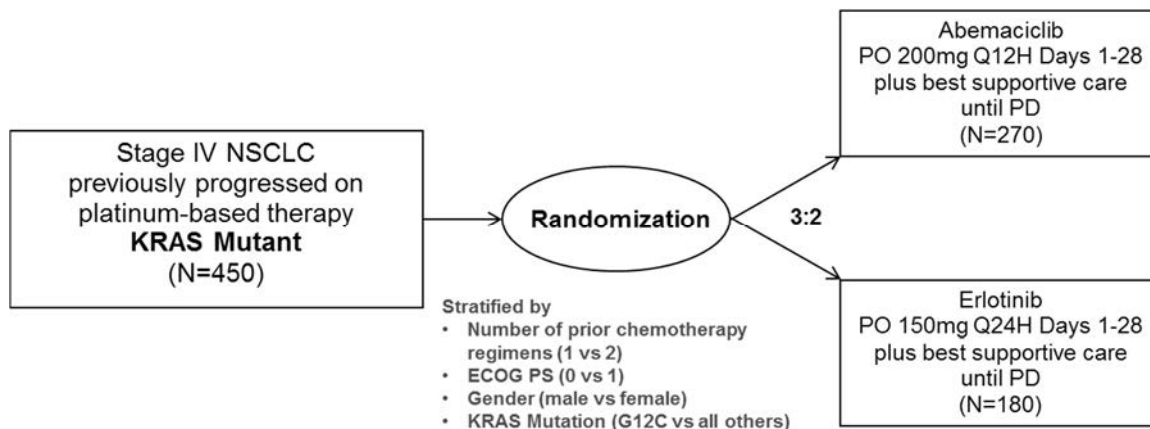 Stage IV NSCLC
previously progressed on
platinum-based therapy
KRAS Mutant
(N=450)
Randomization
3:2
Stratified by
• Number of prior chemotherapy
regimens (1 vs 2)
• ECOG PS (0 vs 1)
• Gender (male vs female)
• KRAS Mutation (G12C vs all others)
Abemaciclib
PO 200mg Q12H Days 1-28
plus best supportive care
until PD
(N=270)
Erlotinib
PO 150mg Q24H Days 1-28
plus best supportive care
until PD
(N=180)